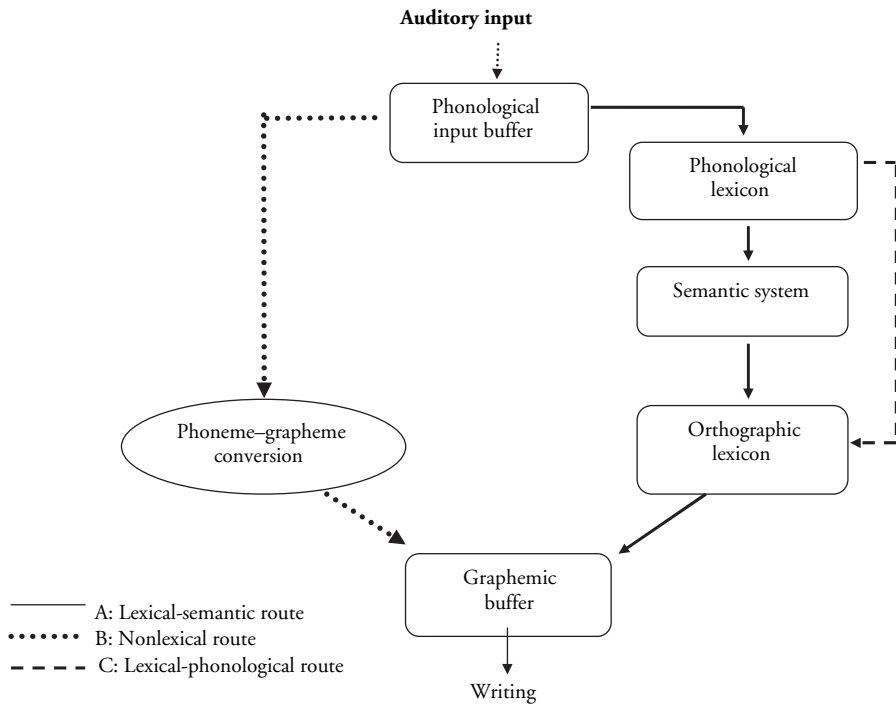 Auditory input
Phonological
input buffer
Phonological
lexicon
Semantic system
Phoneme–grapheme
conversion
Orthographic
lexicon
Graphemic
buffer
A: Lexical-semantic route
B: Nonlexical route
C: Lexical-phonological route
Writing